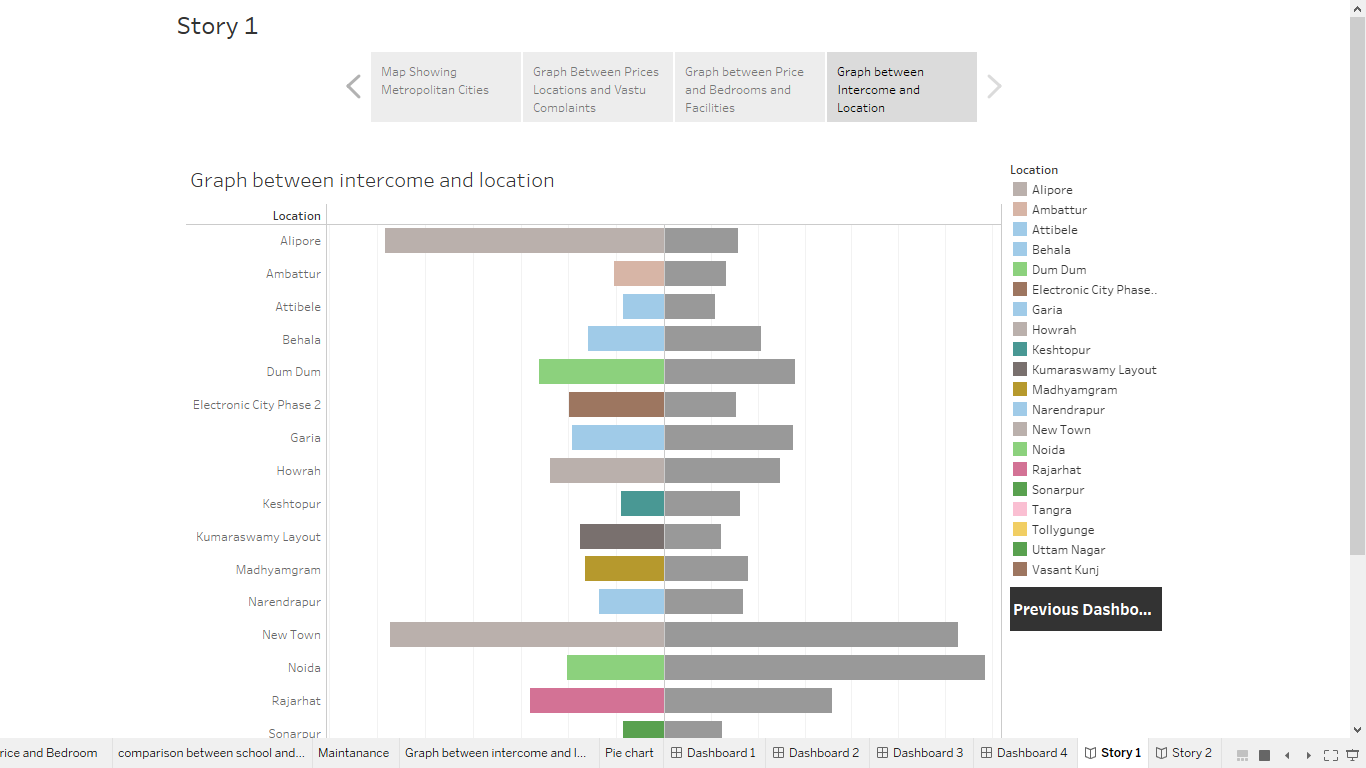 Story 1
Map Showing
Metropolitan Cities
Graph Between Prices
Locations and Vastu
Complaints
Graph between Price
and Bedrooms and
Facilities
Graph between
Intercome and
Location
Graph between intercome and location
Location
Alipore
Ambattur
Attibele
Behala
Dum Dum
Electronic City Phase 2
Garia
Howrah
Keshtopur
Kumaraswamy Layout
Madhyamgram
Narendrapur
New Town
Noida
Rajarhat
Sonarpur
Location
Alipore
Ambattur
Attibele
Behala
Dum Dum
Electronic City Phase..
Garia
Howrah
Keshtopur
Kumaraswamy Layout
Madhyamgram
Narendrapur
New Town
Noida
Rajarhat
Sonarpur
Tangra
Tollygunge
Uttam Nagar
Vasant Kunj
Previous Dashbo...
rice and Bedroom
comparison between school and...
Maintanance
Graph between intercome and l...
Pie chart
Dashboard 1
Dashboard 2
Dashboard 3
Dashboard 4
Story 1
Story 2